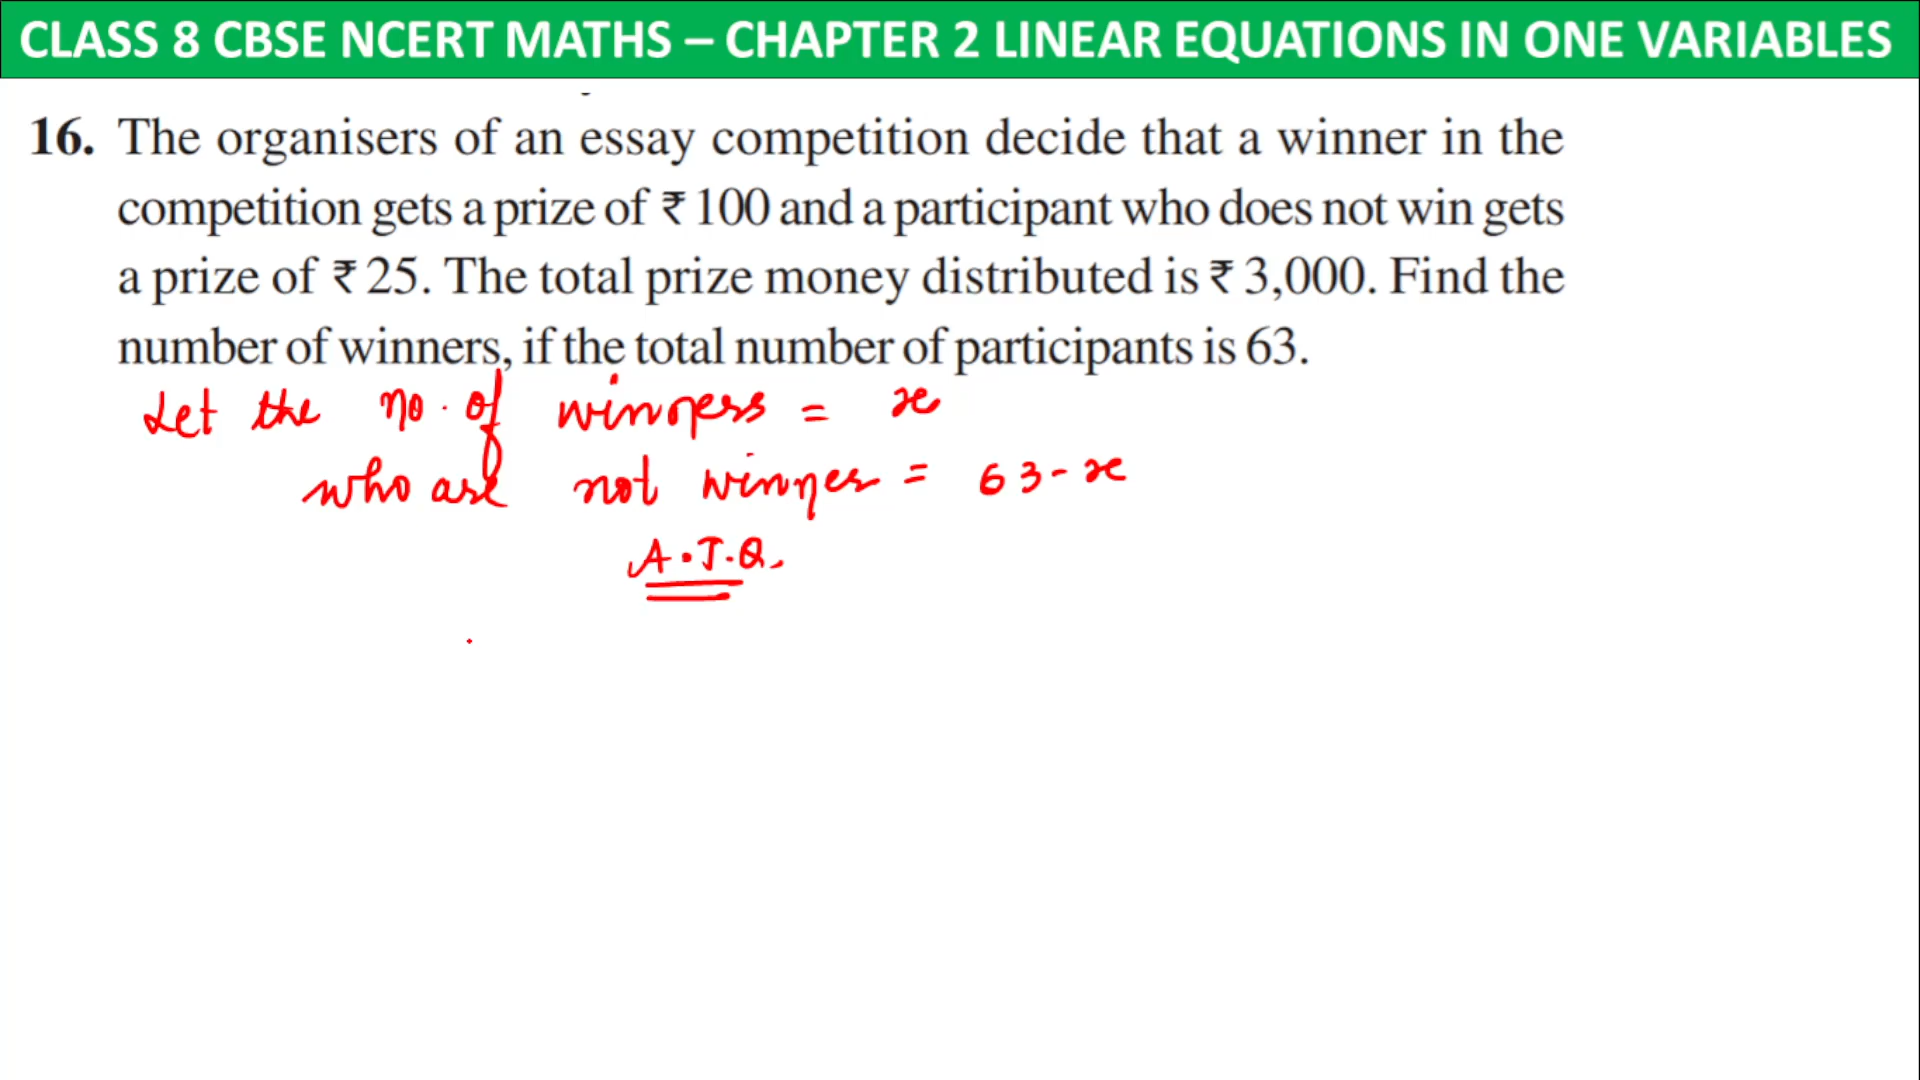 CLASS 8 CBSE NCERT MATHS – CHAPTER 2 LINEAR EQUATIONS IN ONE VARIABLES
16. The organisers of an essay competition decide that a winner in the
competition gets a prize of ₹ 100 and a participant who does not win gets
a prize of ₹ 25. The total prize money distributed is ₹ 3,000. Find the
number of winners, if the total number of participants is 63.
Let the no. of winners = x
who are not winner = 63 - x
A.T.Q.